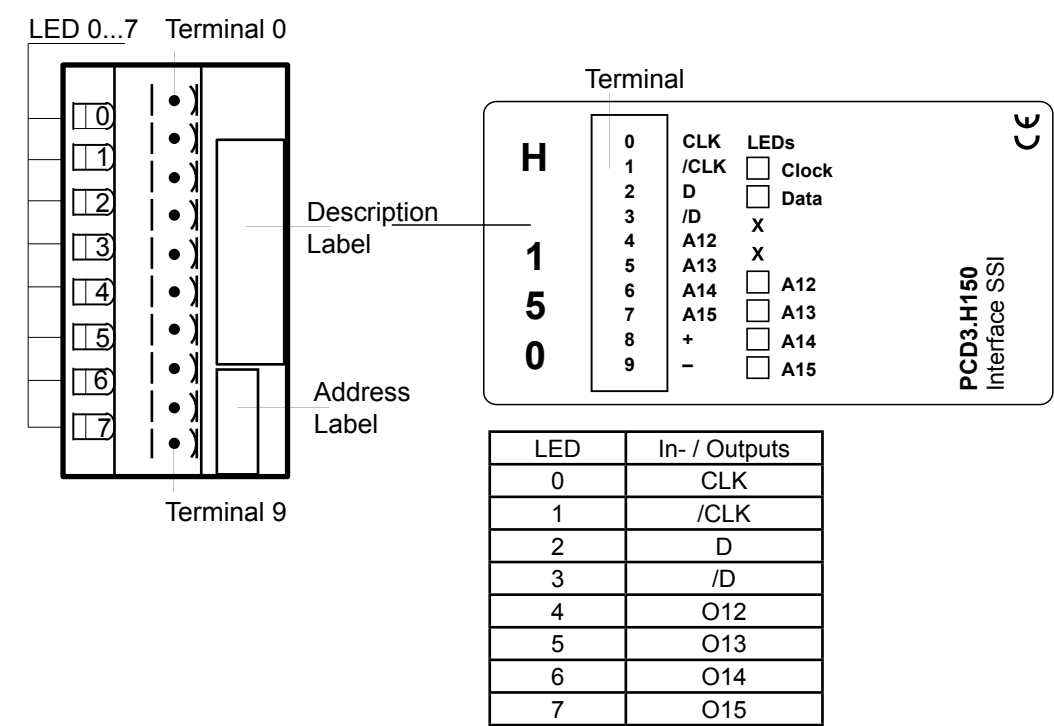 LED 0...7 Terminal 0
0
1
2
3
4
5
6
7
Description
Label
Address
Label
Terminal 9
Terminal
H
1
5
0
0 CLK LEDs
1 /CLK Clock
2 D Data
3 /D X
4 A12 X
5 A13 A12
6 A14 A13
7 A15 A14
8 + A15
9 –
CE
PCD3.H150
Interface SSI
LED In- / Outputs
0 CLK
1 /CLK
2 D
3 /D
4 O12
5 O13
6 O14
7 O15